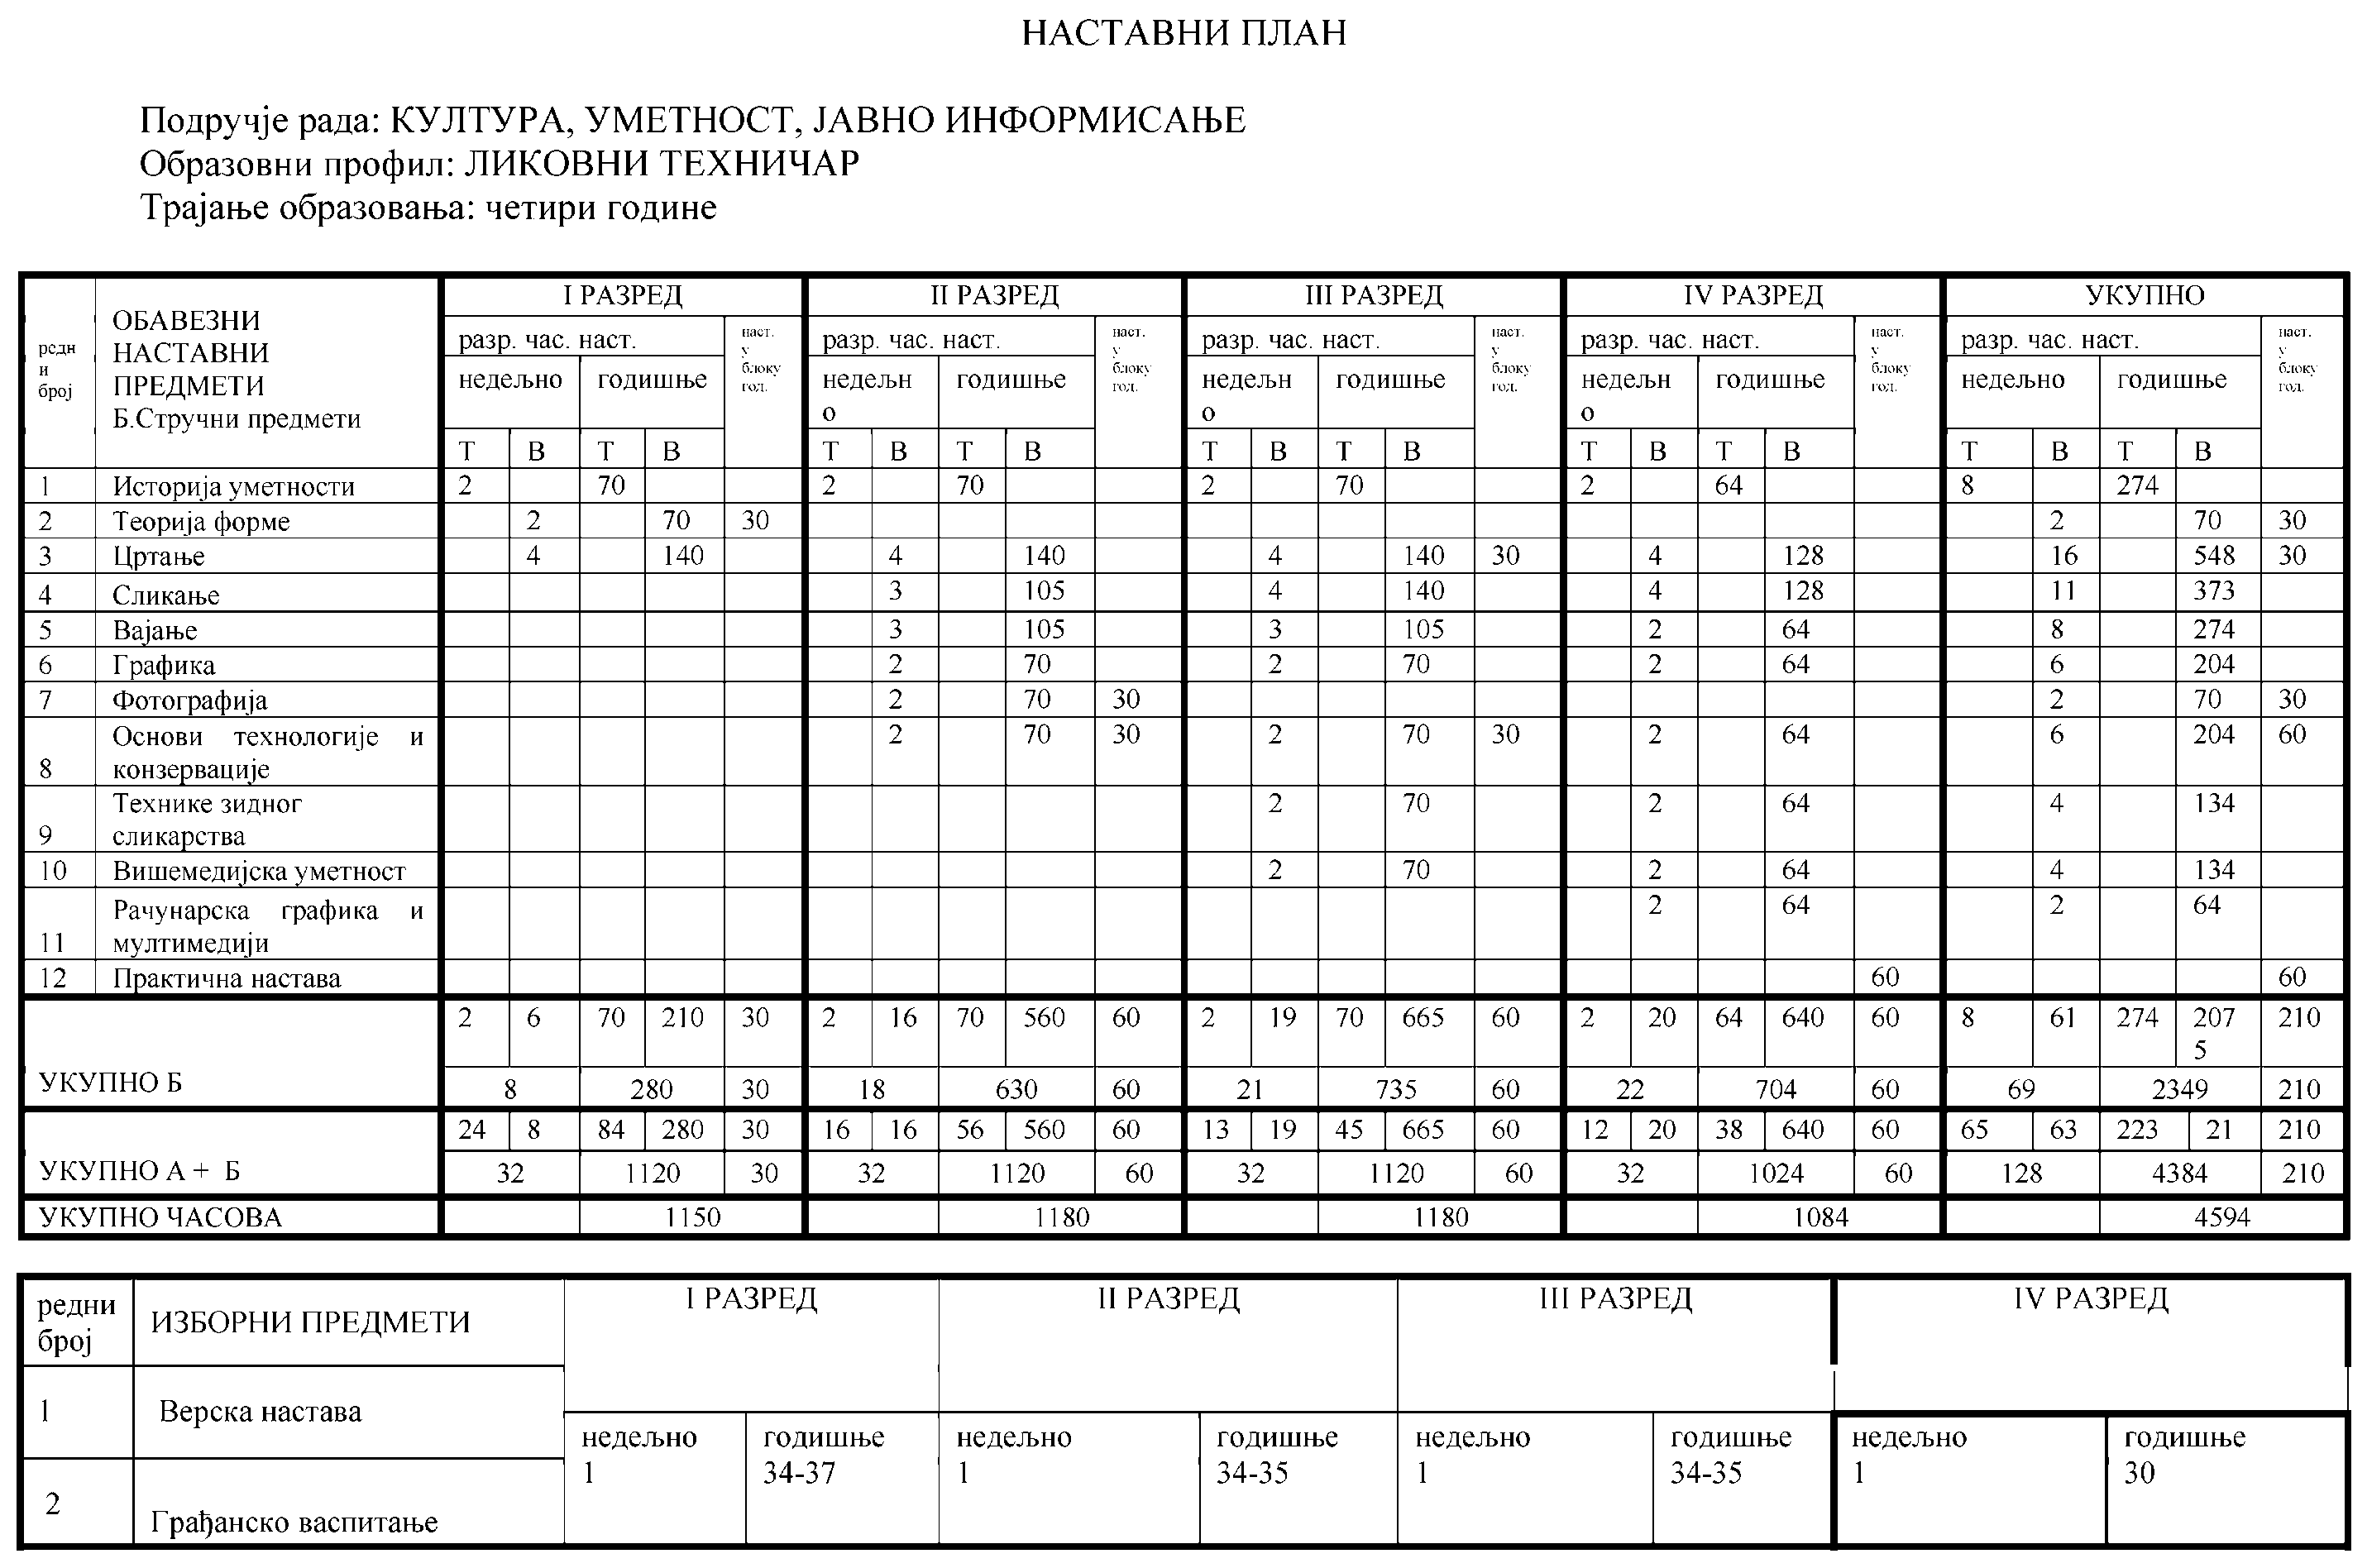 НАСТАВНИ ПЛАН
Подручје рада: КУЛТУРА, УМЕТНОСТ, ЈАВНО ИНФОРМИСАЊЕ
Образовни профил: ЛИКОВНИ ТЕХНИЧАР
Трајање образовања: четири године
редн и број ОБАВЕЗНИ НАСТАВНИ ПРЕДМЕТИ Б.Стручни предмети I РАЗРЕД II РАЗРЕД III РАЗРЕД IV РАЗРЕД УКУПНО
разр. час. наст. наст. у блоку год. разр. час. наст. наст. у блоку год. разр. час. наст. наст. у блоку год. разр. час. наст. наст. у блоку год. разр. час. наст. наст. у блоку год.
недељно годишње недељн о годишње недељн о годишње недељн о годишње недељно годишње
Т В Т В Т В Т В Т В Т В Т В Т В Т В Т В
1 Историја уметности 2 70 2 70 2 70 2 64 8 274
2 Теорија форме 2 70 30 2 70 30
3 Цртање 4 140 4 140 4 140 30 4 128 16 548 30
4 Сликање 3 105 4 140 4 128 11 373
5 Вајање 3 105 3 105 2 64 8 274
6 Графика 2 70 2 70 2 64 6 204
7 Фотографија 2 70 30 2 70 30
8 Основи технологије и конзервације 2 70 30 2 70 30 2 64 6 204 60
9 Технике зидног сликарства 2 70 2 64 4 134
10 Вишемедијска уметност 2 70 2 64 4 134
11 Рачунарска графика и мултимедији 2 64 2 64
12 Практична настава 60 60
УКУПНО Б 2 6 70 210 30 2 16 70 560 60 2 19 70 665 60 2 20 64 640 60 8 61 274 207 5 210
8 280 30 18 630 60 21 735 60 22 704 60 69 2349 210
УКУПНО А + Б 24 8 84 280 30 16 16 56 560 60 13 19 45 665 60 12 20 38 640 60 65 63 223 21 210
32 1120 30 32 1120 60 32 1120 60 32 1024 60 128 4384 210
УКУПНО ЧАСОВА 1150 1180 1180 1084 4594
редни број ИЗБОРНИ ПРЕДМЕТИ I РАЗРЕД II РАЗРЕД III РАЗРЕД IV РАЗРЕД
1 Верска настава
недељно годишње недељно годишње недељно годишње недељно годишње
1 34-37 1 34-35 1 34-35 1 30
2 Грађанско васпитање